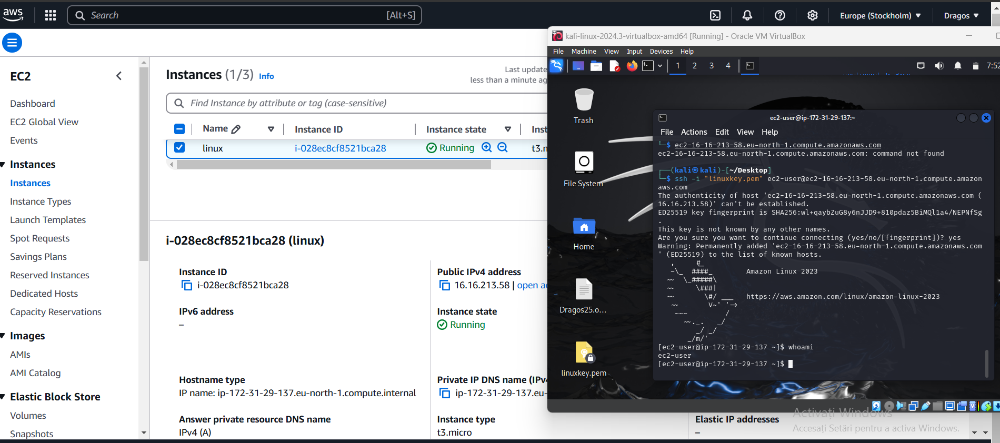 aws
Search
[Alt+S]
Europe (Stockholm)
Dragos
EC2
Dashboard
EC2 Global View
Events
Instances
Instances
Instance Types
Launch Templates
Spot Requests
Savings Plans
Reserved Instances
Dedicated Hosts
Capacity Reservations
Images
AMIs
AMI Catalog
Elastic Block Store
Volumes
Snapshots
Instances (1/3) Info
Last update
less than a minute ag
Find Instance by attribute or tag (case-sensitive)
Name
Instance ID
Instance state
Inst
linux
i-028ec8cf8521bca28
Running
t3.n
i-028ec8cf8521bca28 (linux)
Instance ID
i-028ec8cf8521bca28
Public IPv4 address
16.16.213.58 | open ad
IPv6 address
–
Instance state
Running
Hostname type
IP name: ip-172-31-29-137.eu-north-1.compute.internal
Private IP DNS name (IPv4
ip-172-31-29-137.eu-
Answer private resource DNS name
IPv4 (A)
Instance type
t3.micro
Elastic IP addresses
–
kali-linux-2024.3-virtualbox-amd64 [Running] - Oracle VM VirtualBox
File Machine View Input Devices Help
1 2 3 4
7:52
Trash
File System
Home
Dragos25.o...
linuxkey.pem
ec2-user@ip-172-31-29-137:~
File Actions Edit View Help
└─$ ec2-16-16-213-58.eu-north-1.compute.amazonaws.com
ec2-16-16-213-58.eu-north-1.compute.amazonaws.com: command not found
┌──(kali㉿kali)-[~/Desktop]
└─$ ssh -i "linuxkey.pem" ec2-user@ec2-16-16-213-58.eu-north-1.compute.amazon
aws.com
The authenticity of host 'ec2-16-16-213-58.eu-north-1.compute.amazonaws.com (
16.16.213.58)' can't be established.
ED25519 key fingerprint is SHA256:wl+qaybZuG8y6nJJD9+810pdaz5BiMQl1a4/NEPNfSg
.
This key is not known by any other names.
Are you sure you want to continue connecting (yes/no/[fingerprint])? yes
Warning: Permanently added 'ec2-16-16-213-58.eu-north-1.compute.amazonaws.com
' (ED25519) to the list of known hosts.
   ,     #_
   ~\_  ####_        Amazon Linux 2023
  ~~  \_#####\
  ~~     \###|
  ~~       \#/ ___   https://aws.amazon.com/linux/amazon-linux-2023
   ~~       V~' '->
    ~~~         /
      ~~._.   _/
         _/ _/
       _/m/'
[ec2-user@ip-172-31-29-137 ~]$ whoami
ec2-user
[ec2-user@ip-172-31-29-137 ~]$
Activați Windows
Accesați Setări pentru a activa Windows.